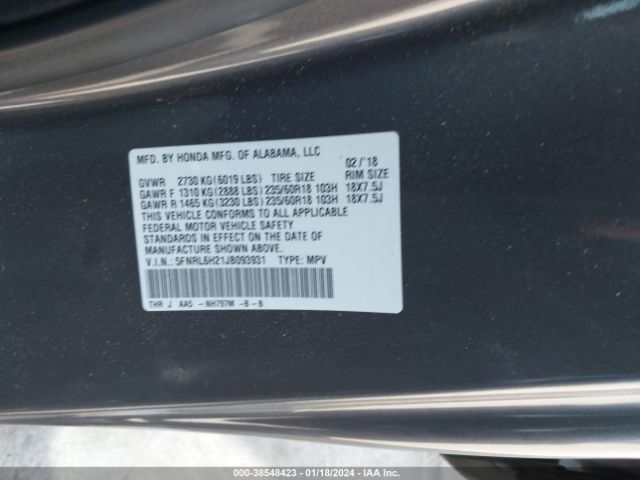 MFD. BY HONDA MFG. OF ALABAMA, LLC 02/'18
GVWR 2730 KG(6019 LBS) TIRE SIZE RIM SIZE
GAWR F 1310 KG(2888 LBS)235/60R18 103H 18X7.5J
GAWR R 1465 KG(3230 LBS)235/60R18 103H 18X7.5J
THIS VEHICLE CONFORMS TO ALL APPLICABLE
FEDERAL MOTOR VEHICLE SAFETY
STANDARDS IN EFFECT ON THE DATE OF
MANUFACTURE SHOWN ABOVE.
V.I.N.: 5FNRL6H21JB093931 TYPE: MPV
THR J AA5 -NH797M -B-B
000-38548423 - 01/18/2024 - IAA Inc.